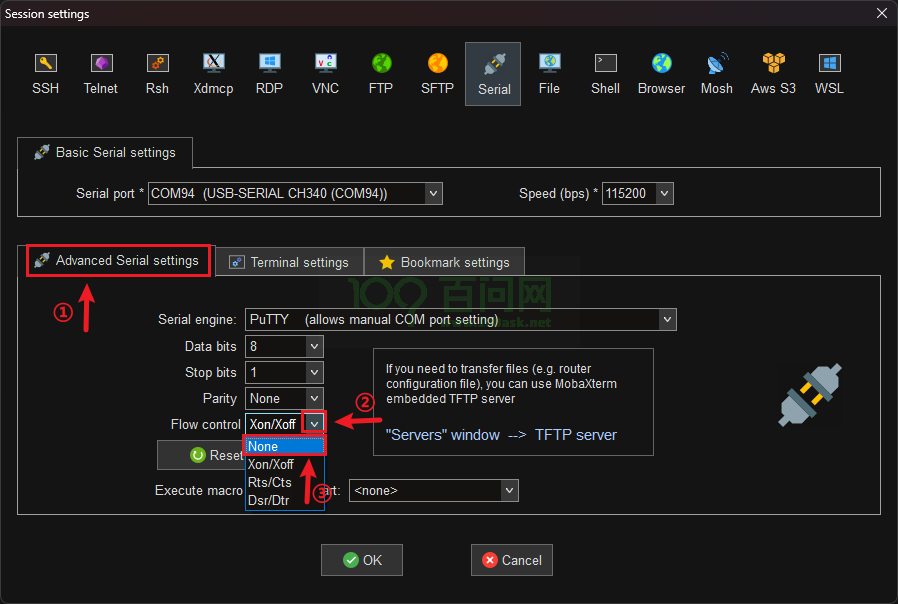 Session settings
SSH Telnet Rsh Xdmcp RDP VNC FTP SFTP Serial File Shell Browser Mosh Aws S3 WSL
Basic Serial settings
Serial port * COM94 (USB-SERIAL CH340 (COM94)) Speed (bps) * 115200
Advanced Serial settings Terminal settings Bookmark settings
①
100 百问网
Serial engine: PuTTY (allows manual COM port setting)
Data bits 8
Stop bits 1
Parity None
Flow control Xon/Xoff
②
If you need to transfer files (e.g. router
configuration file), you can use MobaXterm
embedded TFTP server
"Servers" window --> TFTP server
None
Xon/Xoff
Rts/Cts
Dsr/Dtr
③
Reset
Execute macro <none>
OK Cancel